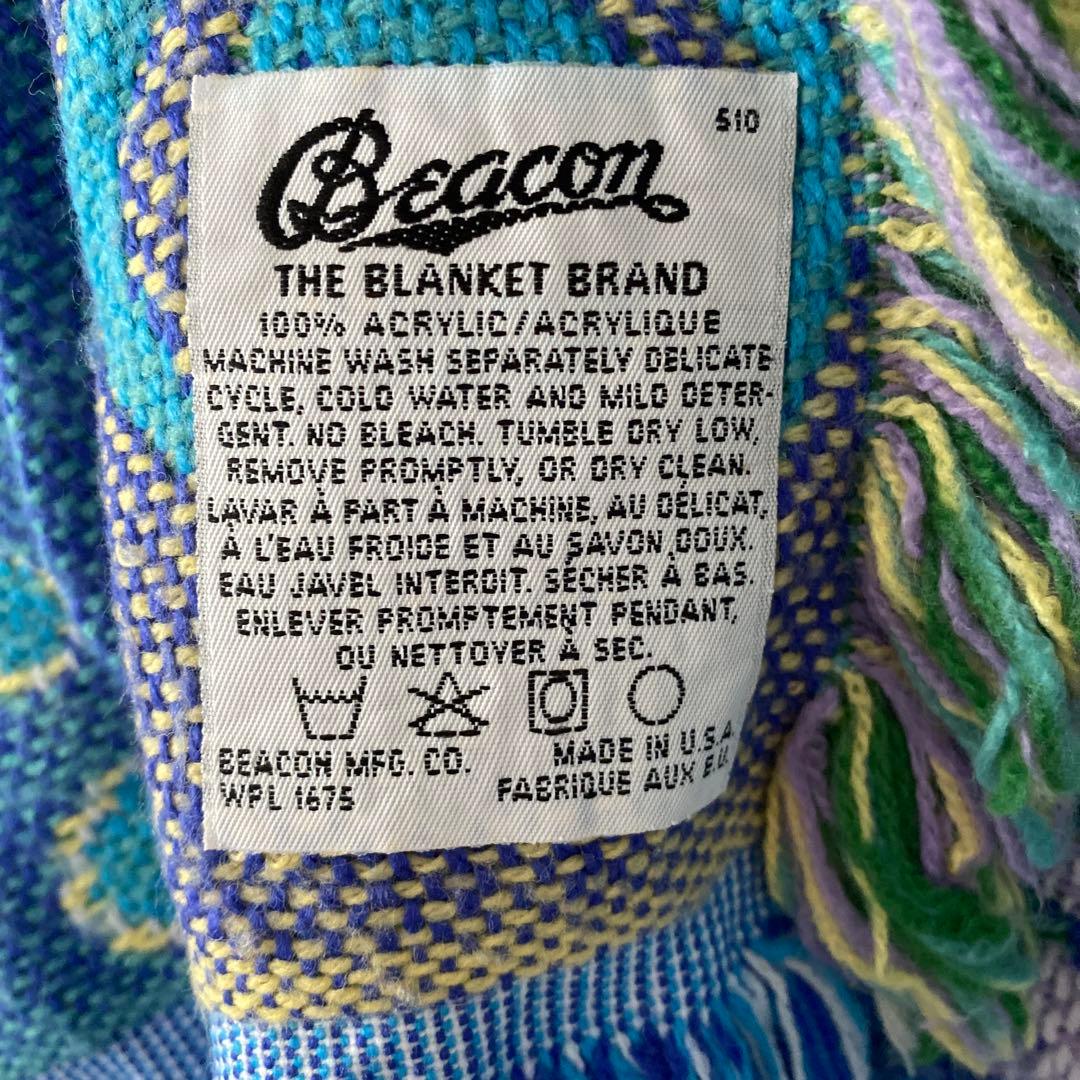 510
Beacon
THE BLANKET BRAND
100% ACRYLIC/ACRYLIQUE
MACHINE WASH SEPARATELY DELICATE
CYCLE, COLD WATER AND MILD DETER-
GENT. NO BLEACH. TUMBLE DRY LOW,
REMOVE PROMPTLY, OR DRY CLEAN.
LAVAR À PART À MACHINE, AU DÉLICAT,
À L'EAU FROIDE ET AU SAVON DOUX.
EAU JAVEL INTERDIT. SÉCHER À BAS.
ENLEVER PROMPTEMENT PENDANT,
OU NETTOYER À SEC.
BEACON MFG. CO. MADE IN U.S.A.
WPL 1675 FABRIQUE AUX E.U.